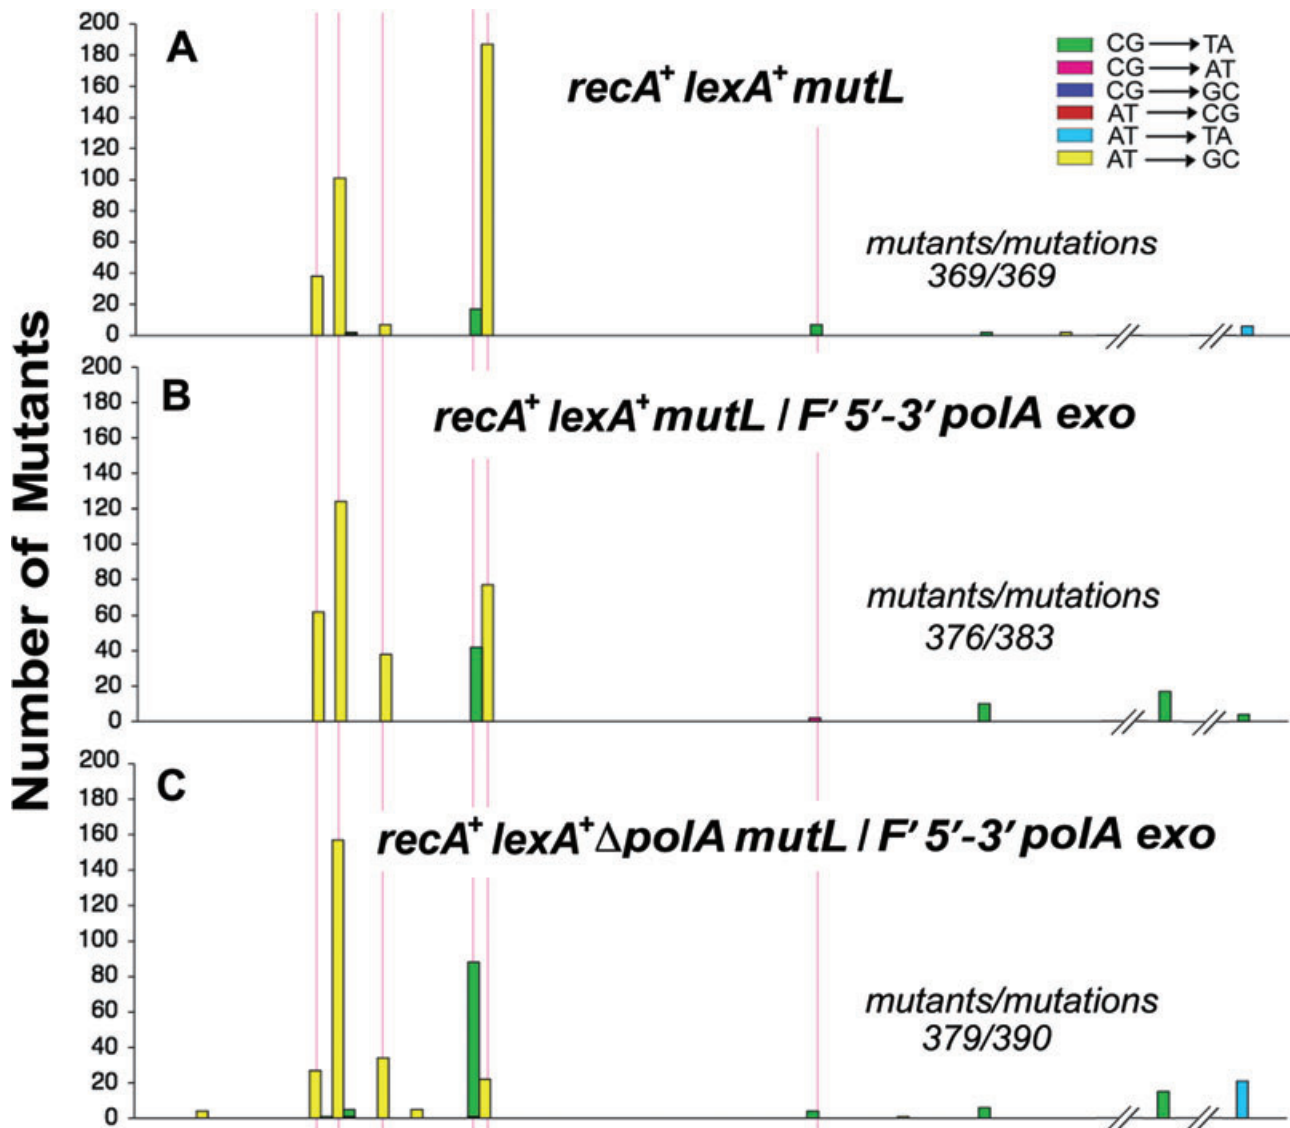 Number of Mutants
A
200
180
160
140
120
100
80
60
40
20
0
recA⁺ lexA⁺ mutL
CG → TA
CG → AT
CG → GC
AT → CG
AT → TA
AT → GC
mutants/mutations
369/369
B
200
180
160
140
120
100
80
60
40
20
0
recA⁺ lexA⁺ mutL / F' 5'-3' polA exo
mutants/mutations
376/383
C
200
180
160
140
120
100
80
60
40
20
0
recA⁺ lexA⁺ ΔpolA mutL / F' 5'-3' polA exo
mutants/mutations
379/390